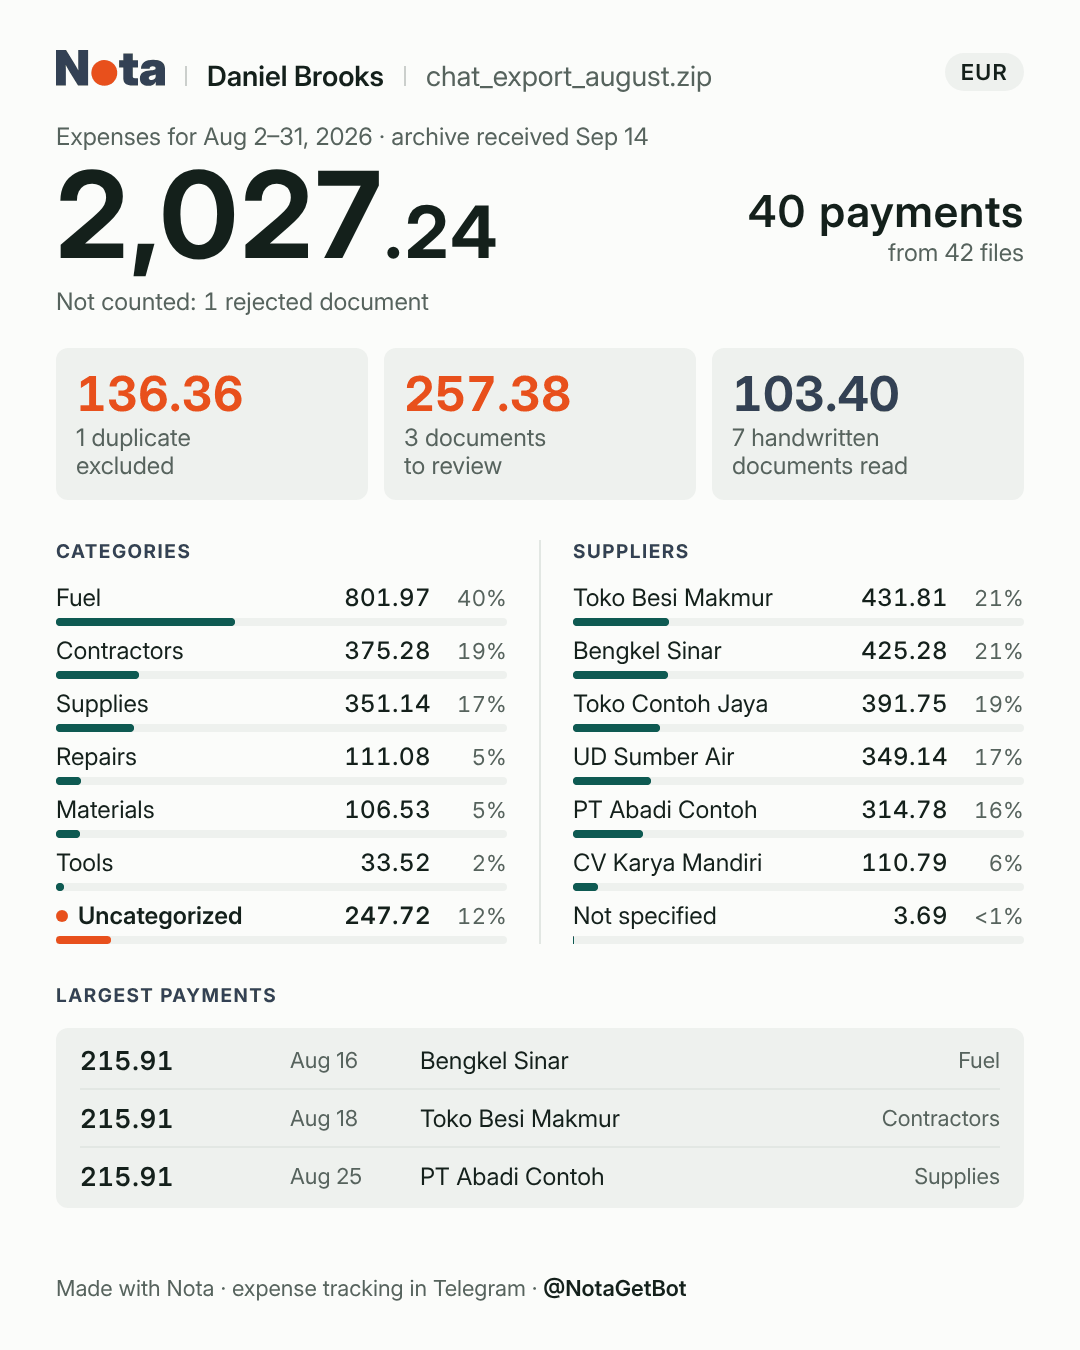 Nota | Daniel Brooks | chat_export_august.zip
EUR
Expenses for Aug 2–31, 2026 · archive received Sep 14
2,027.24
40 payments
from 42 files
Not counted: 1 rejected document
136.36
1 duplicate
excluded
257.38
3 documents
to review
103.40
7 handwritten
documents read
CATEGORIES
Fuel 801.97 40%
Contractors 375.28 19%
Supplies 351.14 17%
Repairs 111.08 5%
Materials 106.53 5%
Tools 33.52 2%
Uncategorized 247.72 12%
SUPPLIERS
Toko Besi Makmur 431.81 21%
Bengkel Sinar 425.28 21%
Toko Contoh Jaya 391.75 19%
UD Sumber Air 349.14 17%
PT Abadi Contoh 314.78 16%
CV Karya Mandiri 110.79 6%
Not specified 3.69 <1%
LARGEST PAYMENTS
215.91 Aug 16 Bengkel Sinar Fuel
215.91 Aug 18 Toko Besi Makmur Contractors
215.91 Aug 25 PT Abadi Contoh Supplies
Made with Nota · expense tracking in Telegram · @NotaGetBot